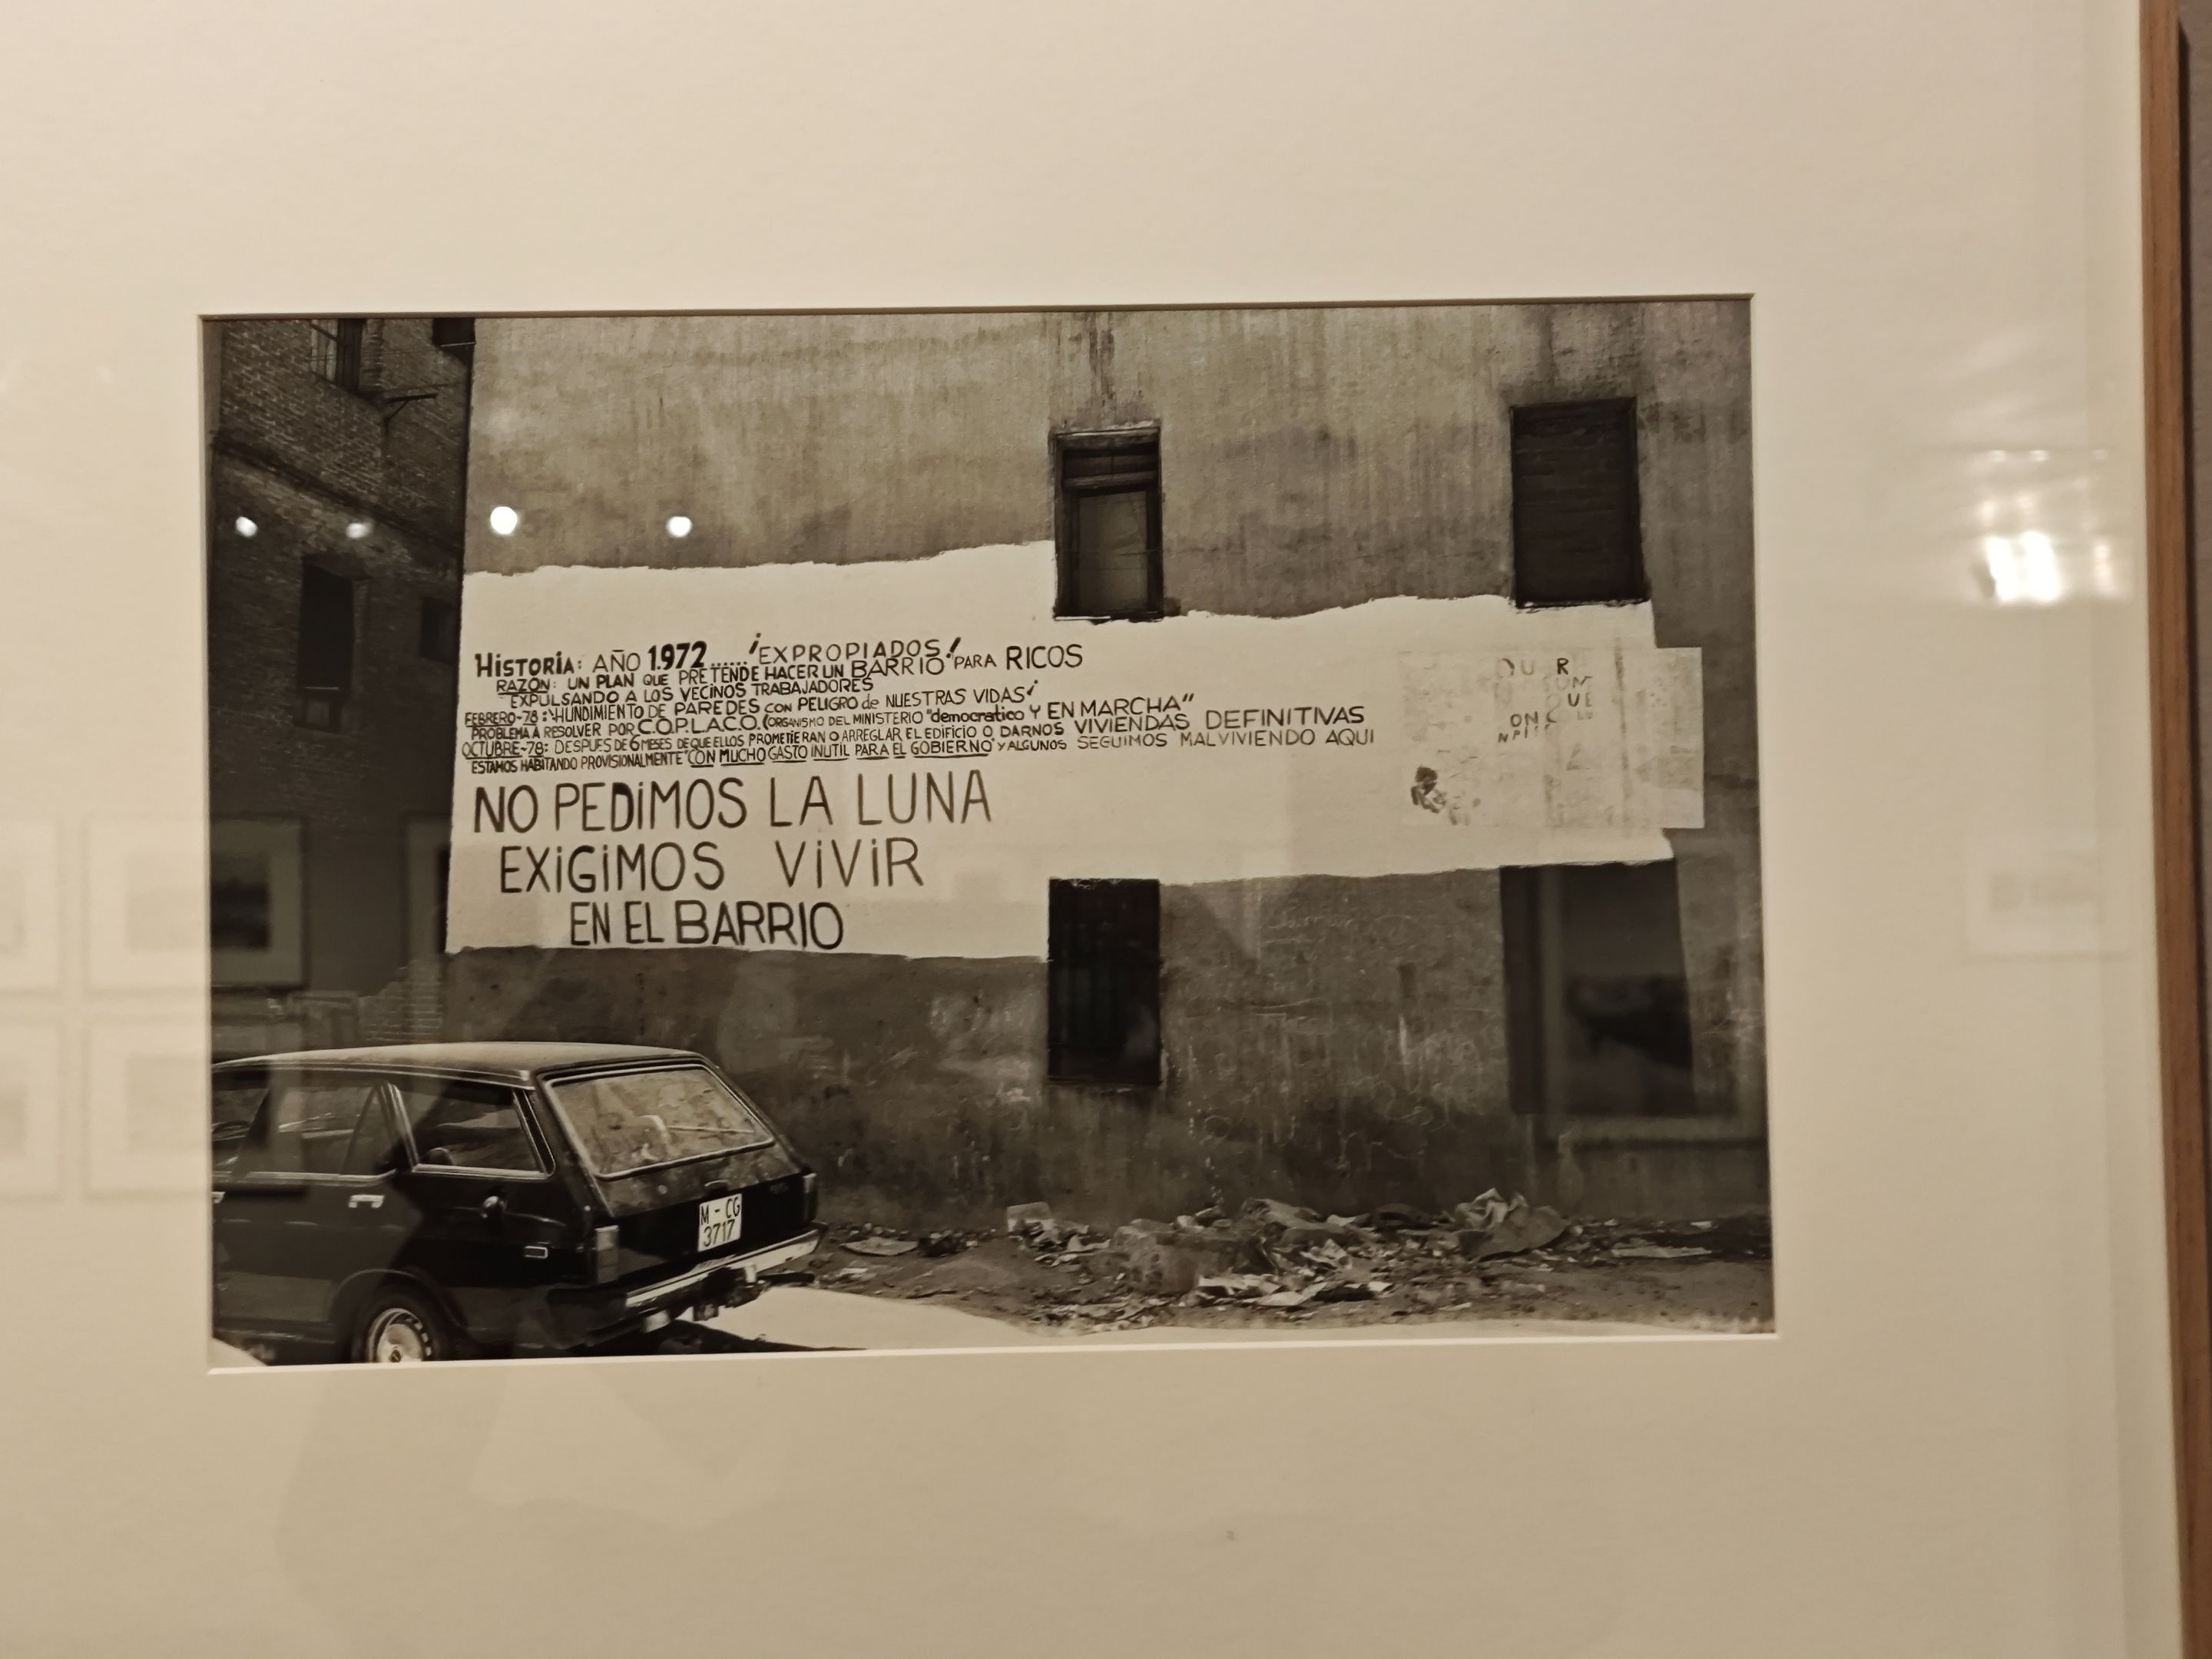 HiSTORÍA: AÑO 1.972...... ¡EXPROPIADOS! PARA RICOS
RAZON: UN PLAN QUE PRETENDE HACER UN BARRIO
EXPULSANDO A LOS VECINOS TRABAJADORES
FEBRERO-78: HUNDIMIENTO DE PAREDES CON PELIGRO de NUESTRAS VIDAS¡
PROBLEMA A RESOLVER POR C.O.P.L.A.C.O. (ORGANISMO DEL MINISTERIO "democratico Y EN MARCHA"
OCTUBRE-78: DESPUES DE 6 MESES DE QUE ELLOS PROMETIERAN O ARREGLAR EL EDIFICIO O DARNOS VIVIENDAS DEFINITIVAS
ESTAMOS HABITANDO PROVISIONALMENTE "CON MUCHO GASTO INUTIL PARA EL GOBIERNO" Y ALGUNOS SEGUIMOS MALVIVIENDO AQUI
NO PEDiMOS LA LUNA
EXiGiMOS ViViR
EN EL BARRIO
M-CG
3717